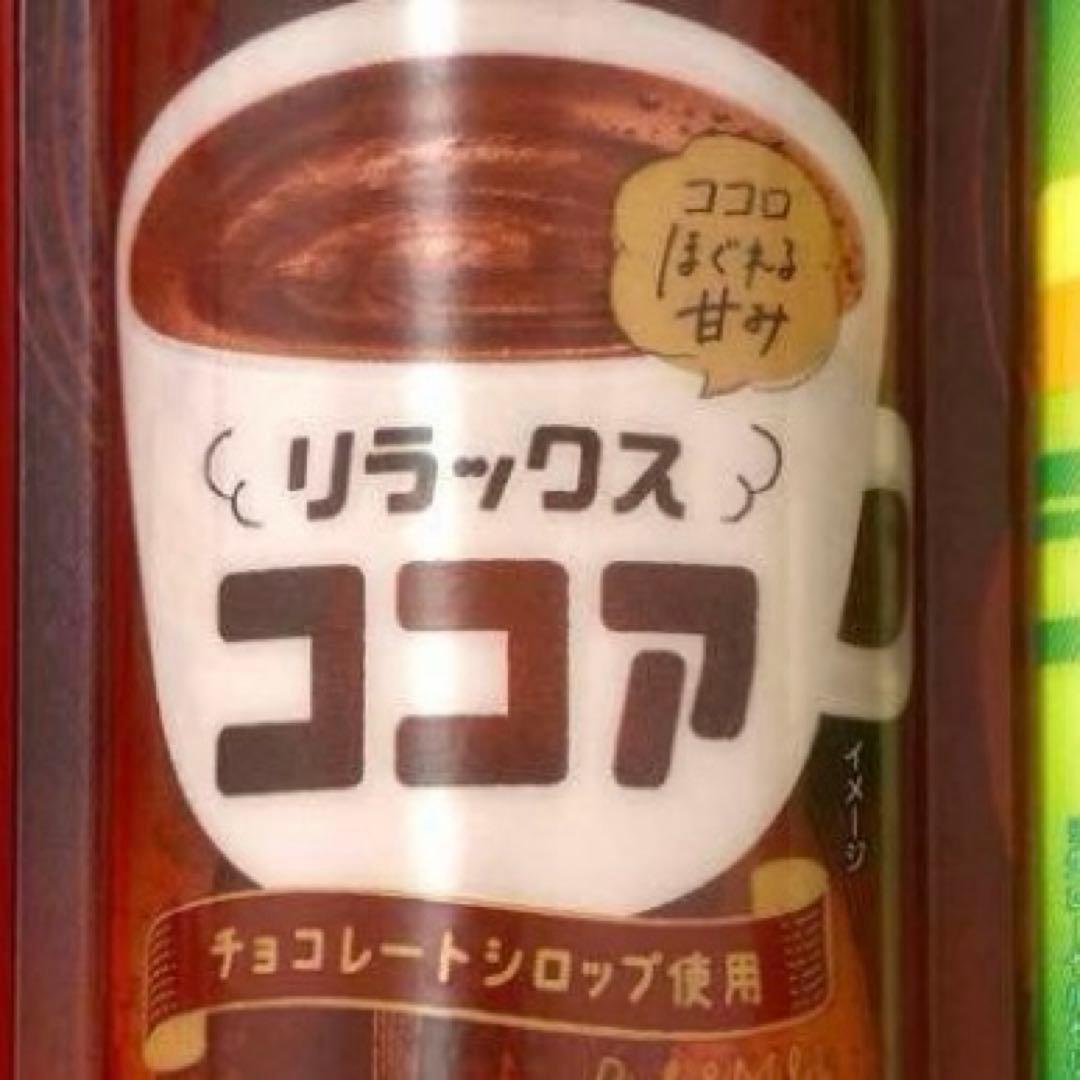 ココロ
ほぐれる
甘み
リラックス
ココア
イメージ
チョコレートシロップ使用